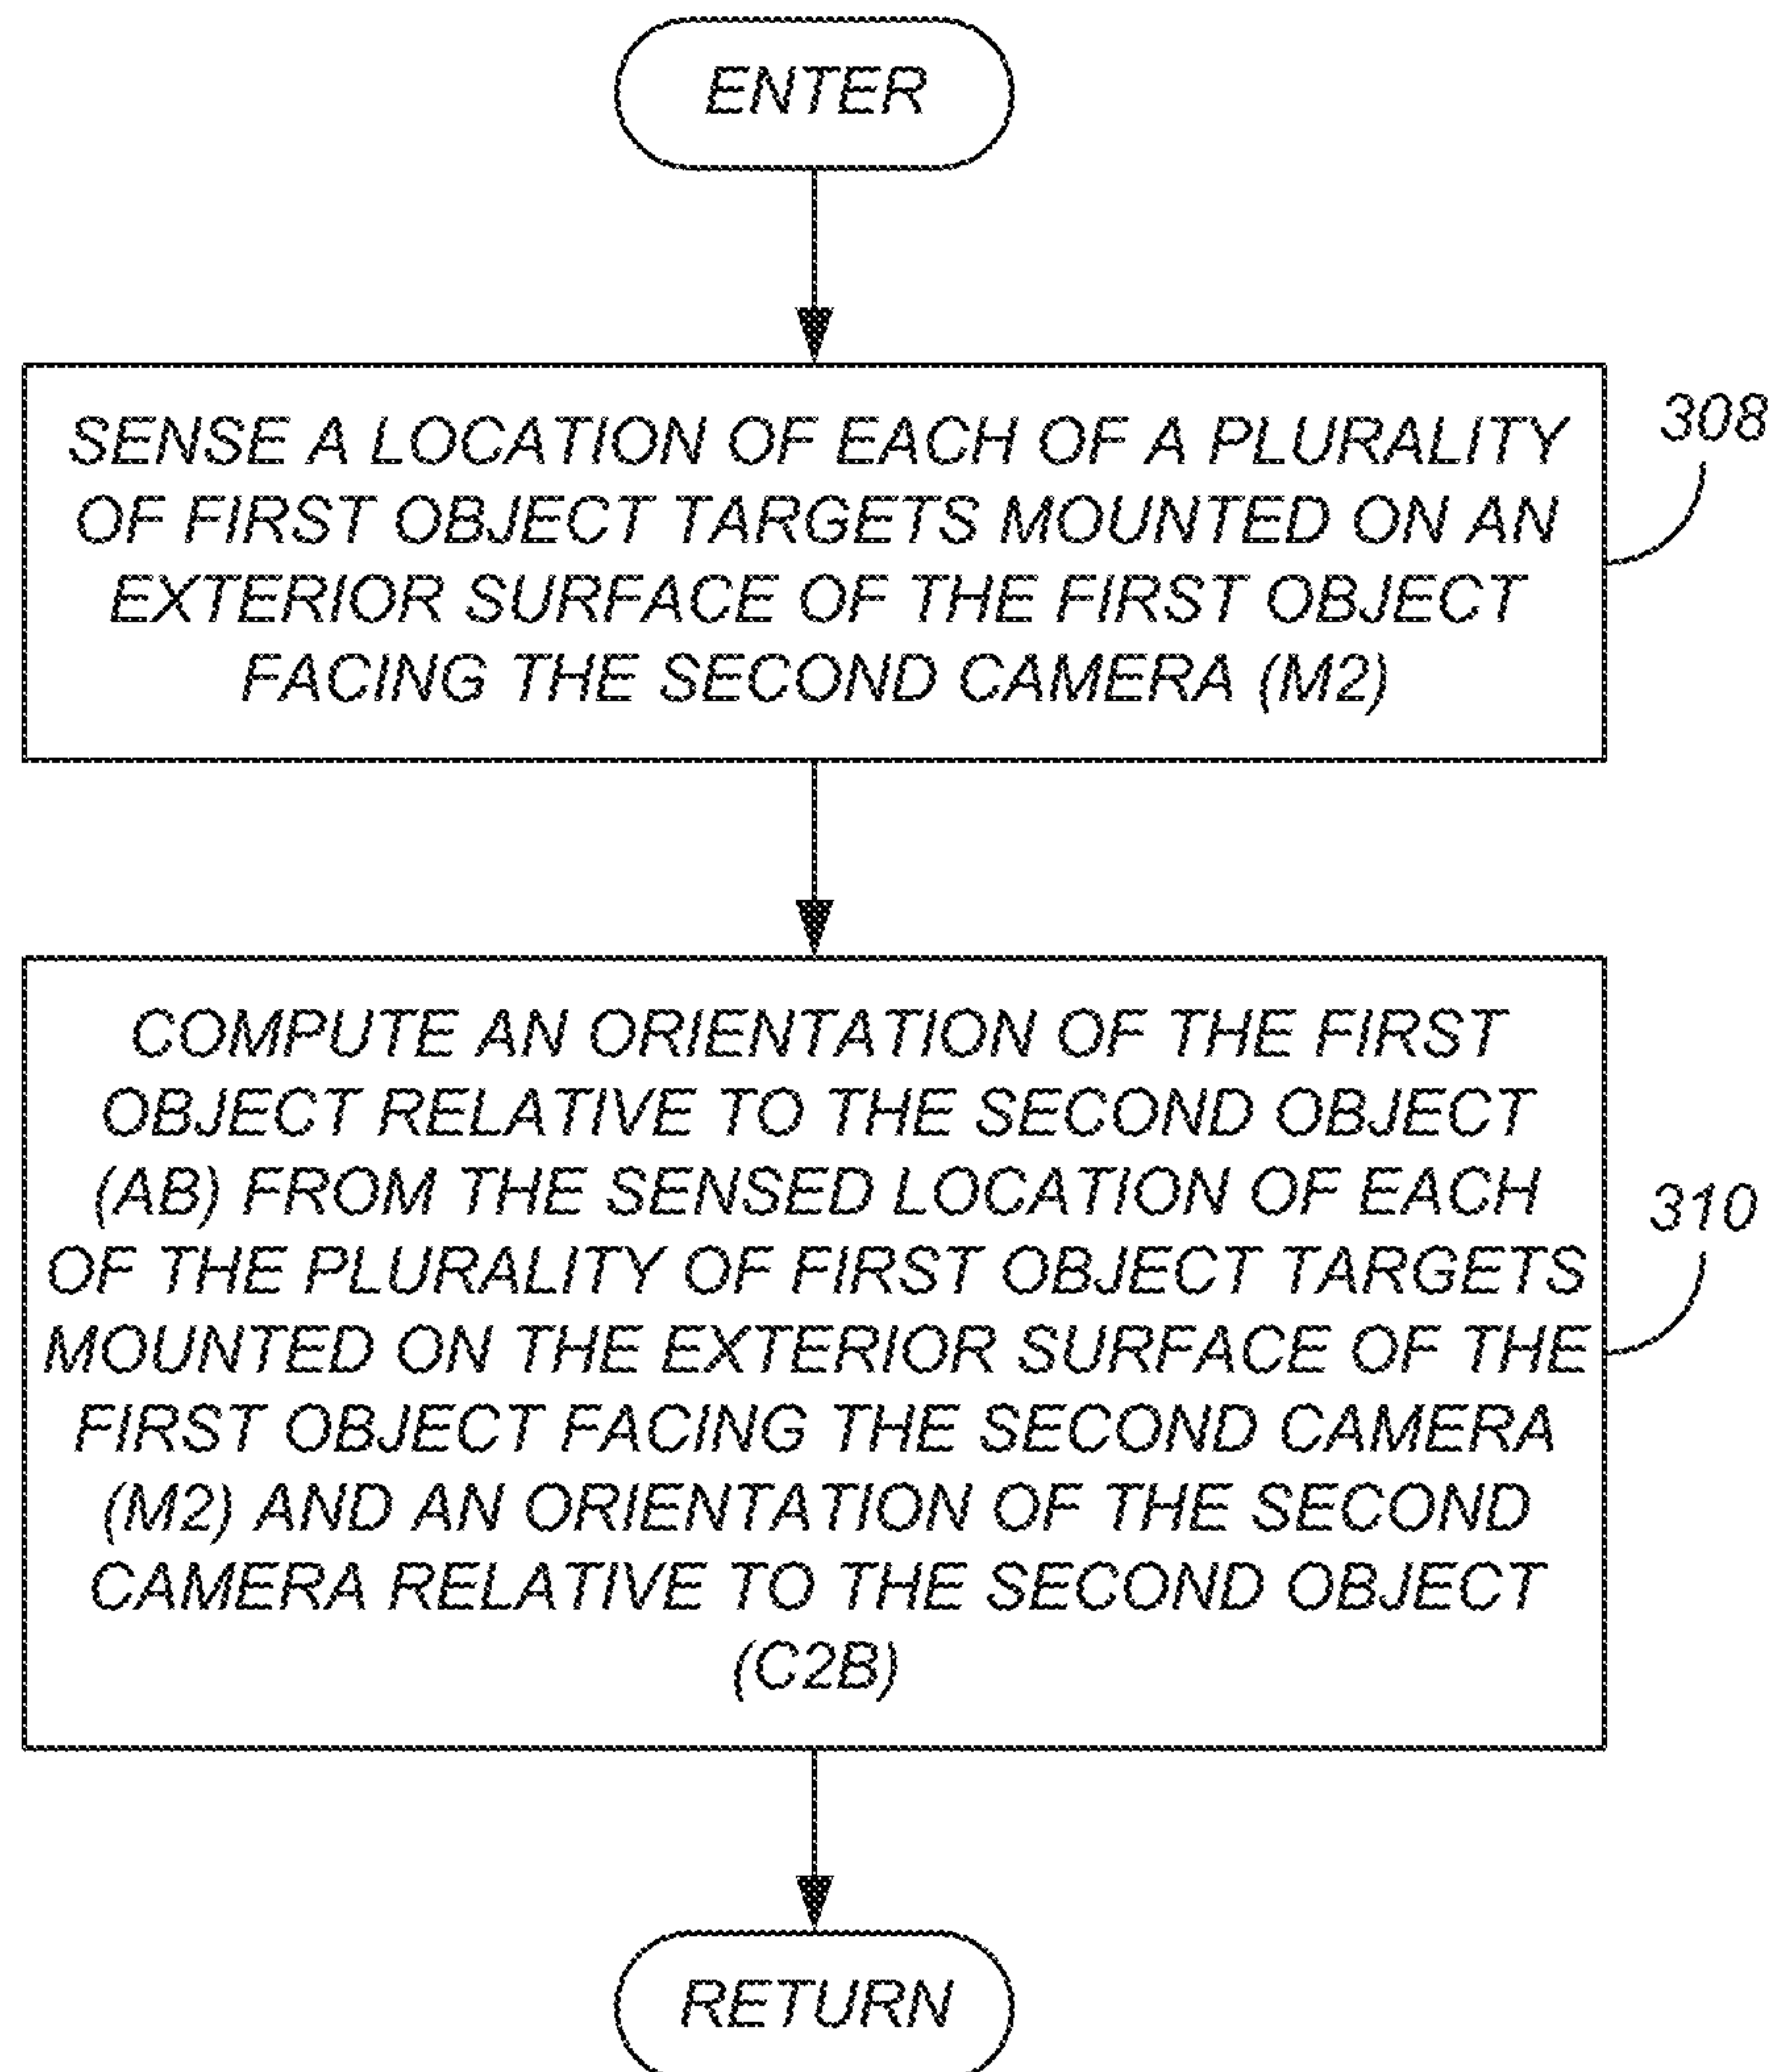 ENTER
SENSE A LOCATION OF EACH OF A PLURALITY
OF FIRST OBJECT TARGETS MOUNTED ON AN
EXTERIOR SURFACE OF THE FIRST OBJECT
FACING THE SECOND CAMERA (M2)
308
COMPUTE AN ORIENTATION OF THE FIRST
OBJECT RELATIVE TO THE SECOND OBJECT
(AB) FROM THE SENSED LOCATION OF EACH
OF THE PLURALITY OF FIRST OBJECT TARGETS
MOUNTED ON THE EXTERIOR SURFACE OF THE
FIRST OBJECT FACING THE SECOND CAMERA
(M2) AND AN ORIENTATION OF THE SECOND
CAMERA RELATIVE TO THE SECOND OBJECT
(C2B)
310
RETURN